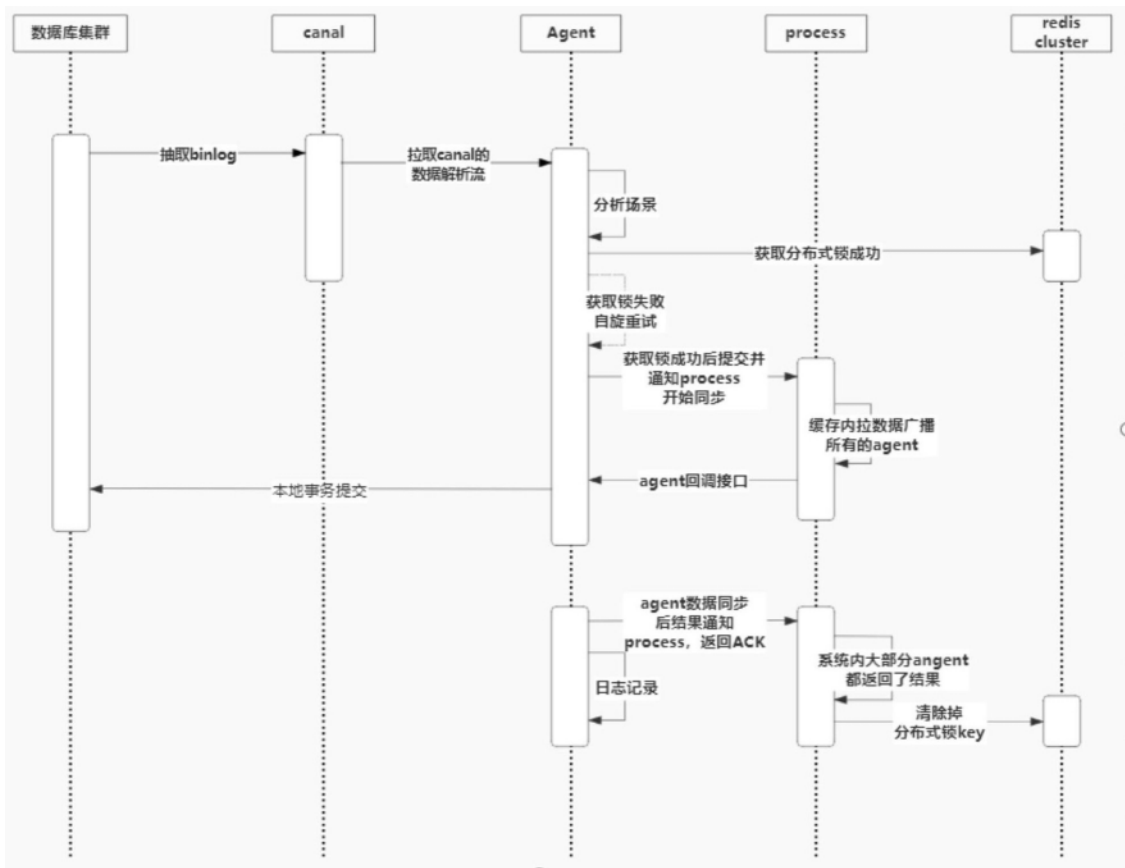 数据库集群
canal
Agent
process
redis
cluster
抽取binlog
拉取canal的
数据解析流
分析场景
获取分布式锁成功
获取锁失败
自旋重试
获取锁成功后提交并
通知process
开始同步
缓存内拉数据广播
所有的agent
agent回调接口
本地事务提交
agent数据同步
后结果通知
process，返回ACK
系统内大部分angent
都返回了结果
日志记录
清除掉
分布式锁key